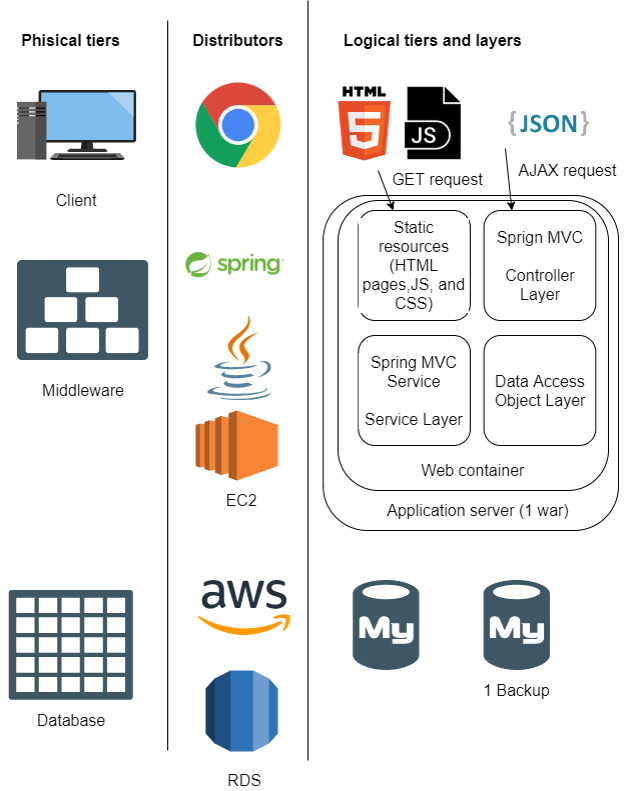 Phisical tiers
Distributors
Logical tiers and layers
HTML
5
JS
{JSON}
GET request
AJAX request
Client
Static
resources
(HTML
pages,JS, and
CSS)
Sprign MVC
Controller
Layer
spring
Middleware
Spring MVC
Service
Service Layer
Data Access
Object Layer
Web container
EC2
Application server (1 war)
aws
My
My
Database
1 Backup
RDS